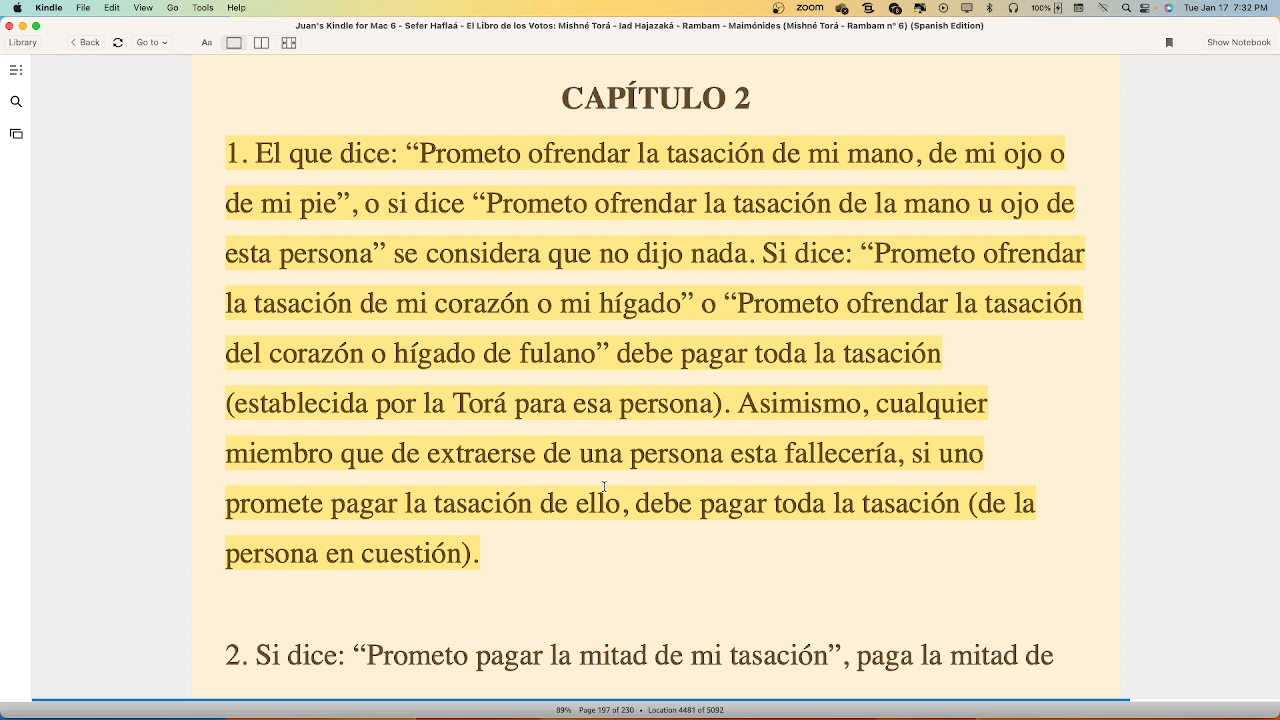 Kindle File Edit View Go Tools Help zoom 100% Tue Jan 17 7:32 PM
Juan's Kindle for Mac 6 - Sefer Haflaá - El Libro de los Votos: Mishné Torá - Iad Hajazaká - Rambam - Maimónides (Mishné Torá - Rambam nº 6) (Spanish Edition)
Library Back Go to Aa Show Notebook
CAPÍTULO 2
1. El que dice: “Prometo ofrendar la tasación de mi mano, de mi ojo o
de mi pie”, o si dice “Prometo ofrendar la tasación de la mano u ojo de
esta persona” se considera que no dijo nada. Si dice: “Prometo ofrendar
la tasación de mi corazón o mi hígado” o “Prometo ofrendar la tasación
del corazón o hígado de fulano” debe pagar toda la tasación
(establecida por la Torá para esa persona). Asimismo, cualquier
miembro que de extraerse de una persona esta fallecería, si uno
promete pagar la tasación de ello, debe pagar toda la tasación (de la
persona en cuestión).
2. Si dice: “Prometo pagar la mitad de mi tasación”, paga la mitad de
89% Page 197 of 230 • Location 4481 of 5092